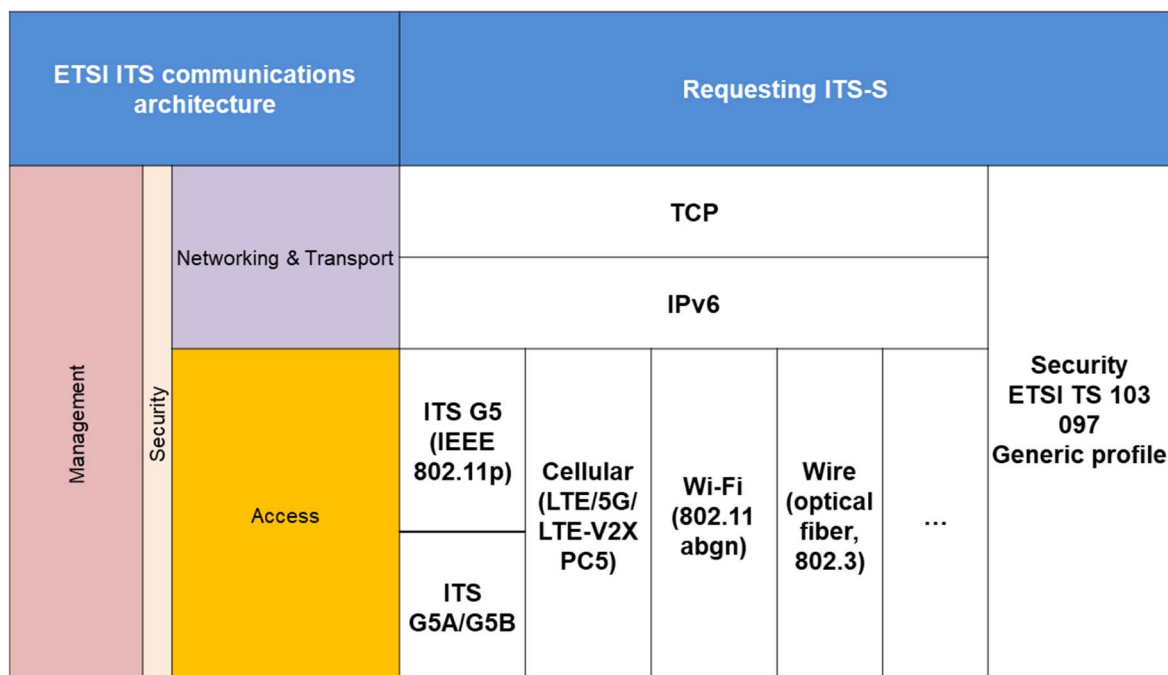 ETSI ITS communications
architecture
Requesting ITS-S
Management
Security
Networking & Transport
TCP
IPv6
Access
ITS G5
(IEEE
802.11p)
ITS
G5A/G5B
Cellular
(LTE/5G/
LTE-V2X
PC5)
Wi-Fi
(802.11
abgn)
Wire
(optical
fiber,
802.3)
...
Security
ETSI TS 103
097
Generic profile